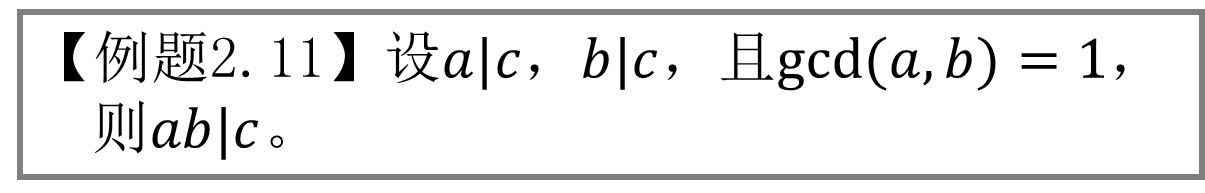 【例题2.11】设a|c，b|c，且gcd(a,b) = 1，
则ab|c。